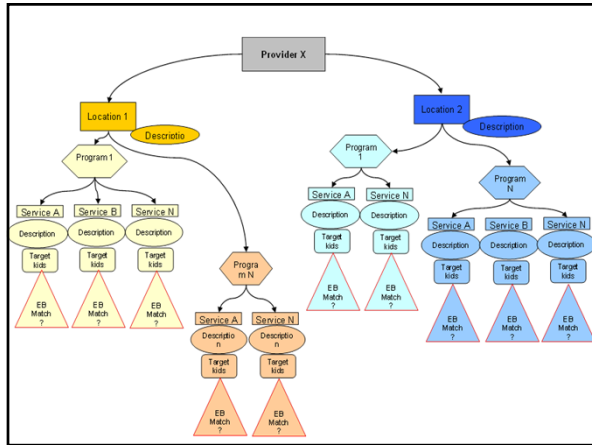 Provider X
Location 1
Descriptio
Location 2
Description
Program 1
Program
1
Program
N
Service A
Service B
Service N
Description
Description
Description
Target
kids
Target
kids
Target
kids
EB
Match
?
EB
Match
?
EB
Match
?
Progra
m N
Service A
Service N
Descriptio
n
Descriptio
n
Target
kids
Target
kids
EB
Match
?
EB
Match
?
Service A
Service N
Description
Description
Target
kids
Target
kids
EB
Match
?
EB
Match
?
Service A
Service B
Service N
Description
Description
Description
Target
kids
Target
kids
Target
kids
EB
Match
?
EB
Match
?
EB
Match
?